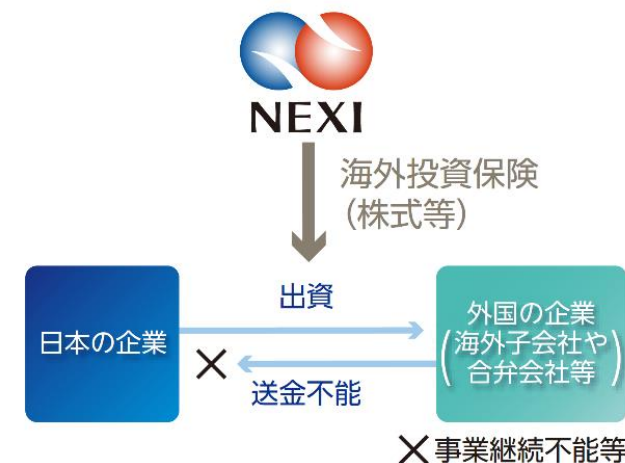 NEXI
海外投資保険
(株式等)
出資
日本の企業
外国の企業
(海外子会社や
合弁会社等)
×
送金不能
×事業継続不能等